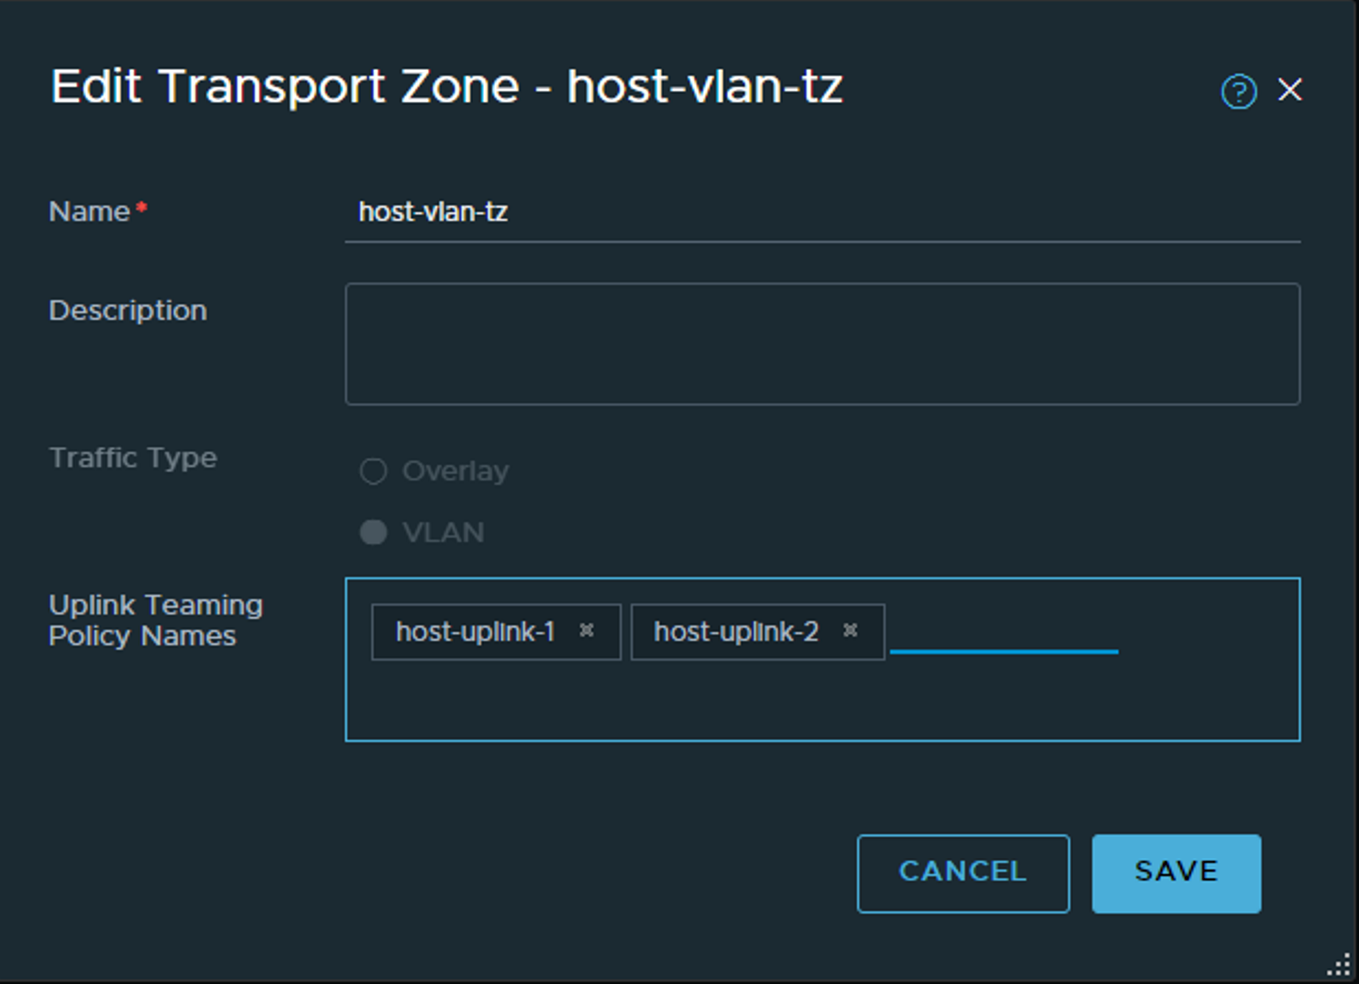 Edit Transport Zone - host-vlan-tz
?
Name*
host-vlan-tz
Description
Traffic Type
Overlay
VLAN
Uplink Teaming
Policy Names
host-uplink-1
host-uplink-2
CANCEL
SAVE